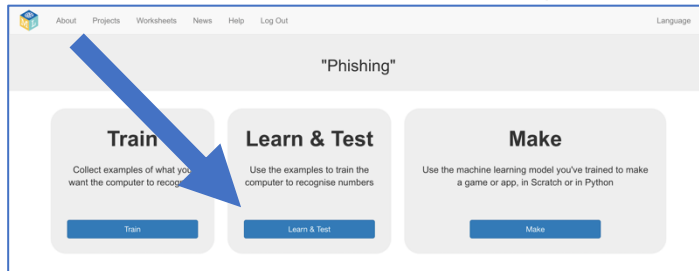 About Projects Worksheets News Help Log Out Language
"Phishing"
Train
Collect examples of what you
want the computer to
Train
Learn & Test
Use the examples to train the
computer to recognise numbers
Learn & Test
Make
Use the machine learning model you've trained to make
a game or app, in Scratch or in Python
Make